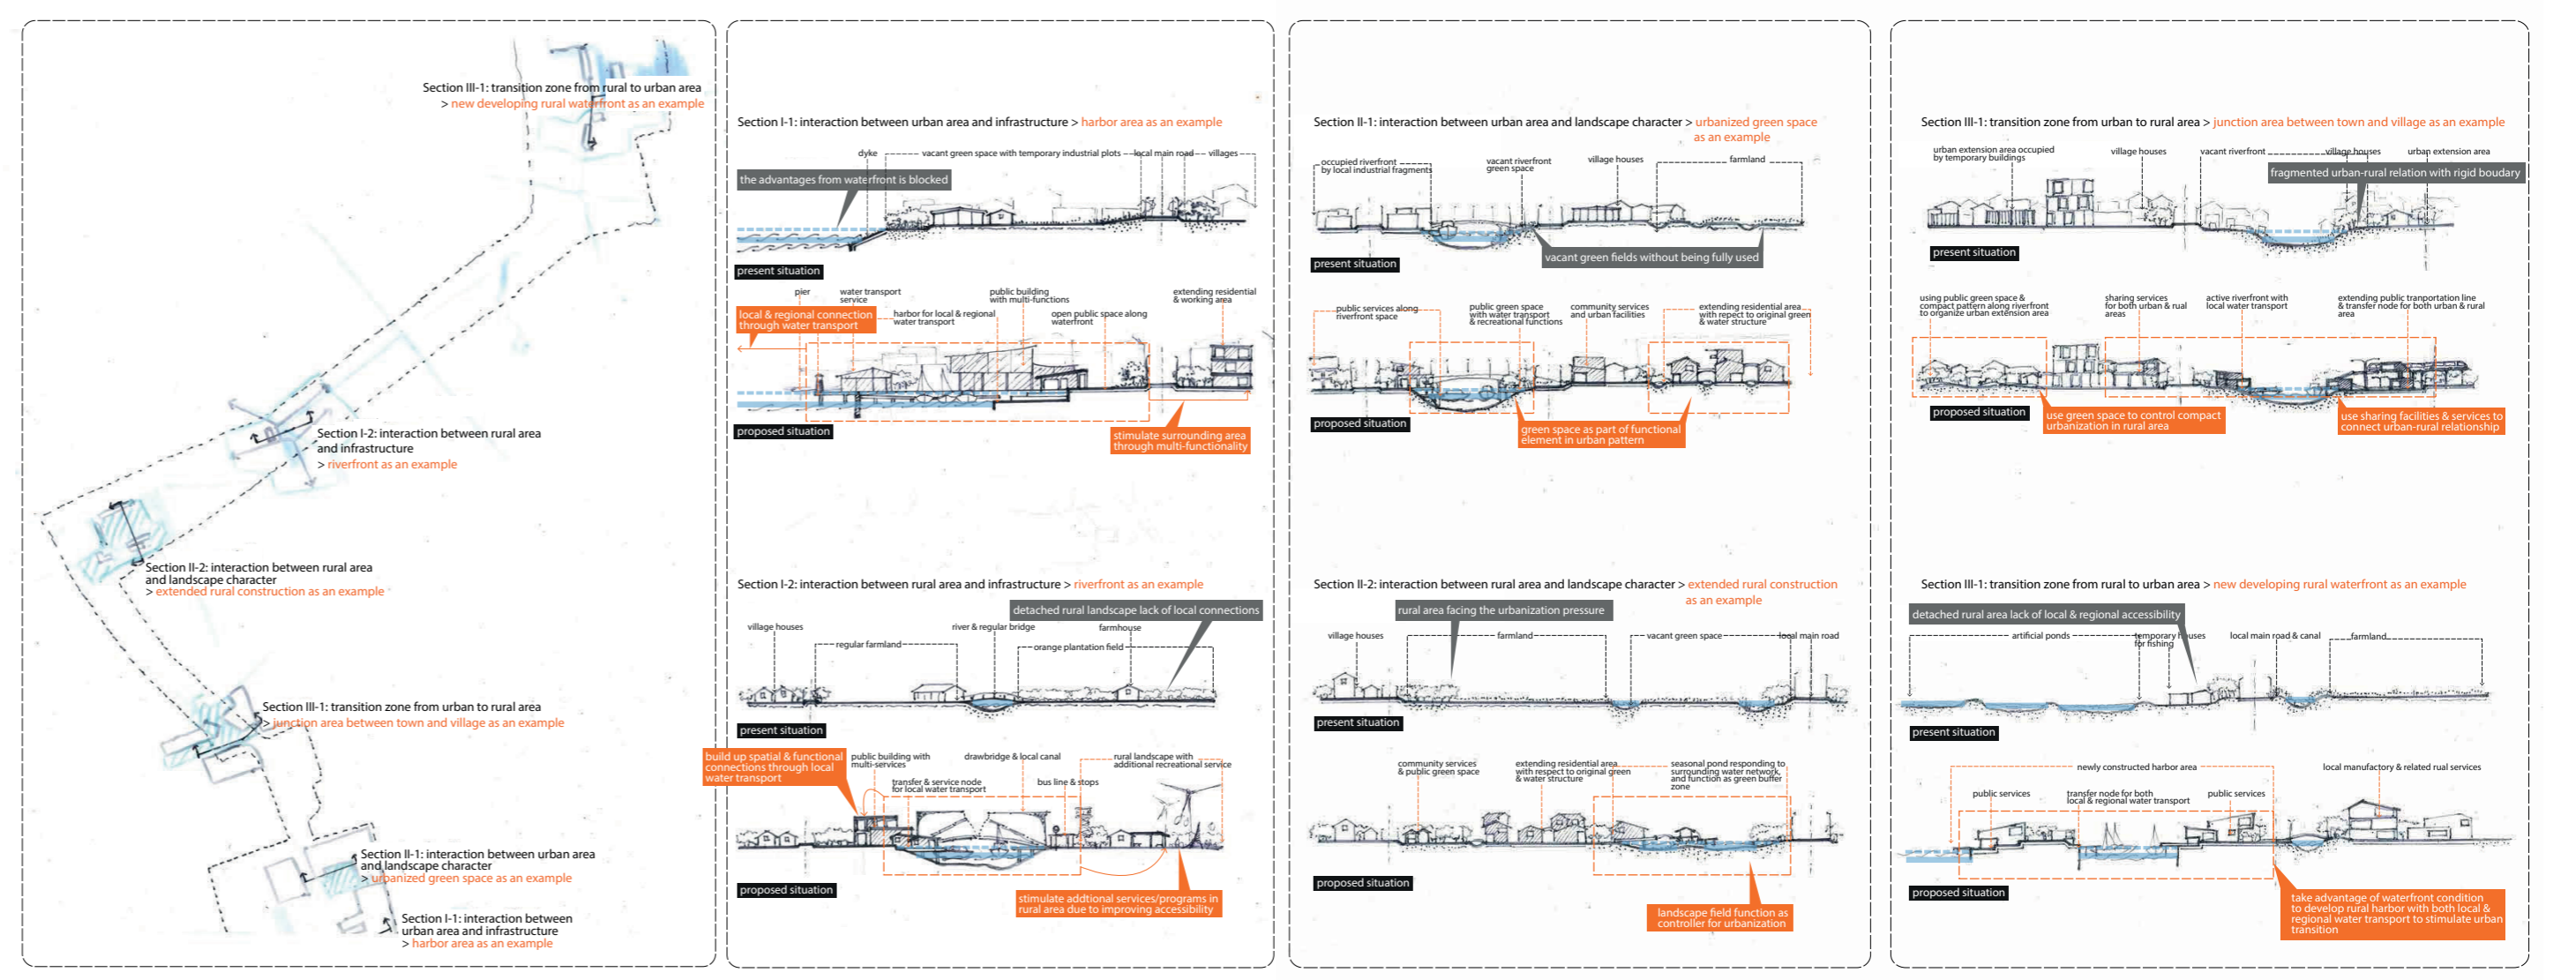 Section III-1: transition zone from rural to urban area
> new developing rural waterfront as an example
Section I-2: interaction between rural area
and infrastructure
> riverfront as an example
Section II-2: interaction between rural area
and landscape character
> extended rural construction as an example
Section III-1: transition zone from urban to rural area
> junction area between town and village as an example
Section II-1: interaction between urban area
and landscape character
> urbanized green space as an example
Section I-1: interaction between
urban area and infrastructure
> harbor area as an example
Section I-1: interaction between urban area and infrastructure > harbor area as an example
dyke
vacant green space with temporary industrial plots
local main road
villages
the advantages from waterfront is blocked
present situation
pier
water transport
service
public building
with multi-functions
extending residential
& working area
local & regional connection
through water transport
harbor for local & regional
water transport
open public space along
waterfront
proposed situation
stimulate surrounding area
through multi-functionality
Section I-2: interaction between rural area and infrastructure > riverfront as an example
detached rural landscape lack of local connections
village houses
river & regular bridge
farmhouse
regular farmland
orange plantation field
present situation
build up spatial & functional
connections through local
water transport
public building with
multi-services
drawbridge & local canal
rural landscape with
additional recreational service
transfer & service node
for local water transport
bus line & stops
proposed situation
stimulate addtional services/programs in
rural area due to improving accessibility
Section II-1: interaction between urban area and landscape character > urbanized green space
as an example
occupied riverfront
by local industrial fragments
vacant riverfront
green space
village houses
farmland
vacant green fields without being fully used
present situation
public services along
riverfront space
public green space
with water transport
& recreational functions
community services
and urban facilities
extending residential area
with repect to original green
& water structure
proposed situation
green space as part of functional
element in urban pattern
Section II-2: interaction between rural area and landscape character > extended rural construction
as an example
rural area facing the urbanization pressure
village houses
farmland
vacant green space
local main road
present situation
community services
& public green space
extending residential area
with respect to original green
& water structure
seasonal pond responding to
surrounding water network,
and function as green buffer
zone
proposed situation
landscape field function as
controller for urbanization
Section III-1: transition zone from urban to rural area > junction area between town and village as an example
urban extension area occupied
by temporary buildings
village houses
vacant riverfront
village houses
urban extension area
fragmented urban-rural relation with rigid boudary
present situation
using public green space &
compact pattern along riverfront
to organize urban extension area
sharing services
for both urban & rual
areas
active riverfront with
local water transport
extending public tranportation line
& transfer node for both urban & rural
area
proposed situation
use green space to control compact
urbanization in rural area
use sharing facilities & services to
connect urban-rural relationship
Section III-1: transition zone from rural to urban area > new developing rural waterfront as an example
detached rural area lack of local & regional accessibility
artificial ponds
temporary houses
for fishing
local main road & canal
farmland
present situation
newly constructed harbor area
local manufactory & related rual services
public services
transfer node for both
local & regional water transport
public services
proposed situation
take advantage of waterfront condition
to develop rural harbor with both local &
regional water transport to stimulate urban
transition